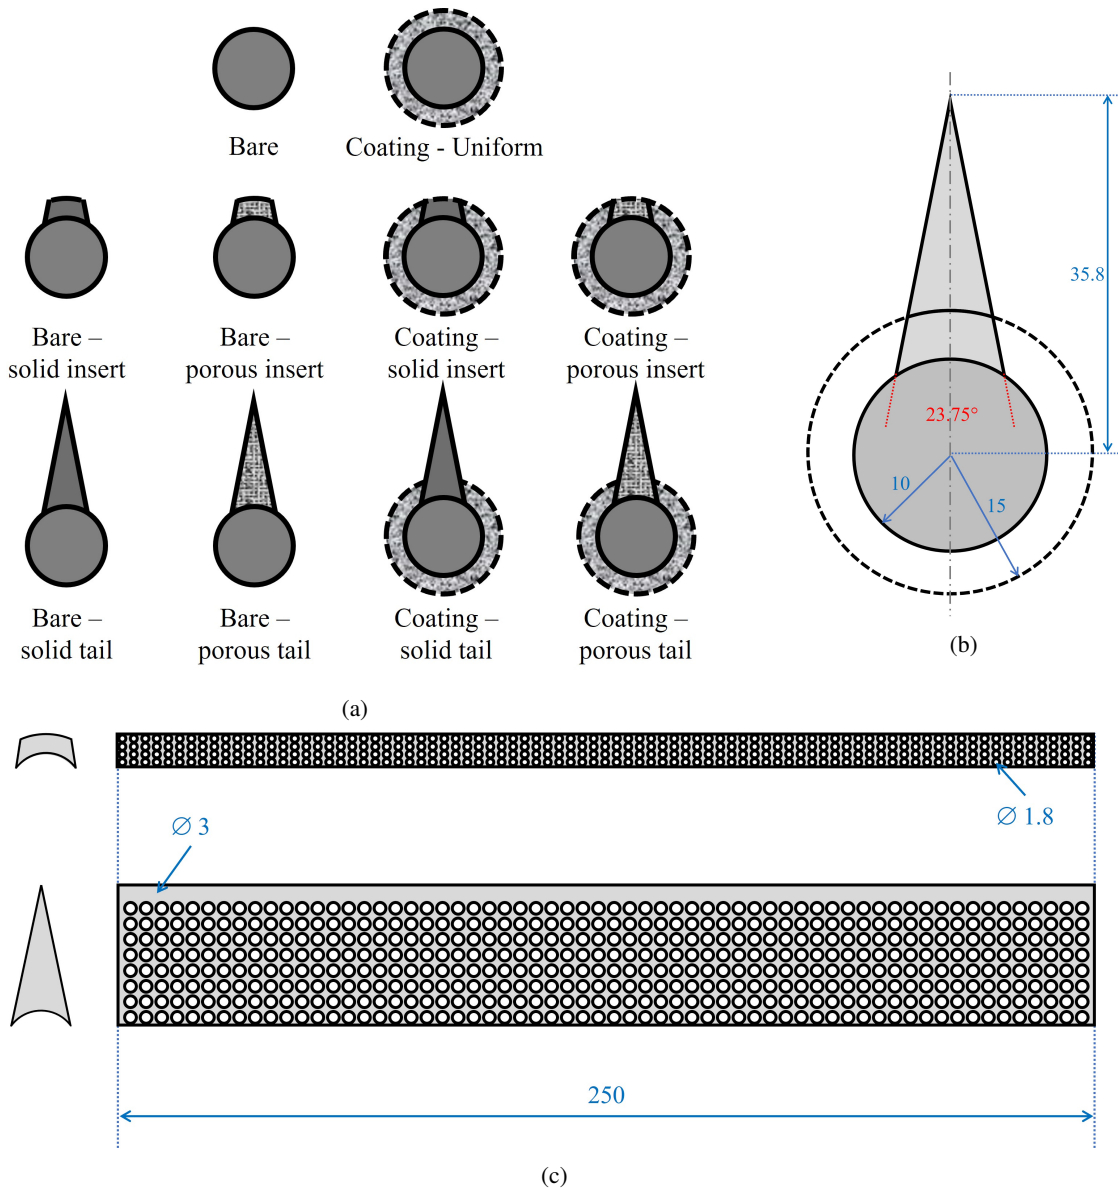 Bare
Coating - Uniform
Bare –
solid insert
Bare –
porous insert
Coating –
solid insert
Coating –
porous insert
Bare –
solid tail
Bare –
porous tail
Coating –
solid tail
Coating –
porous tail
(a)
35.8
23.75°
10
15
(b)
∅ 1.8
∅ 3
250
(c)